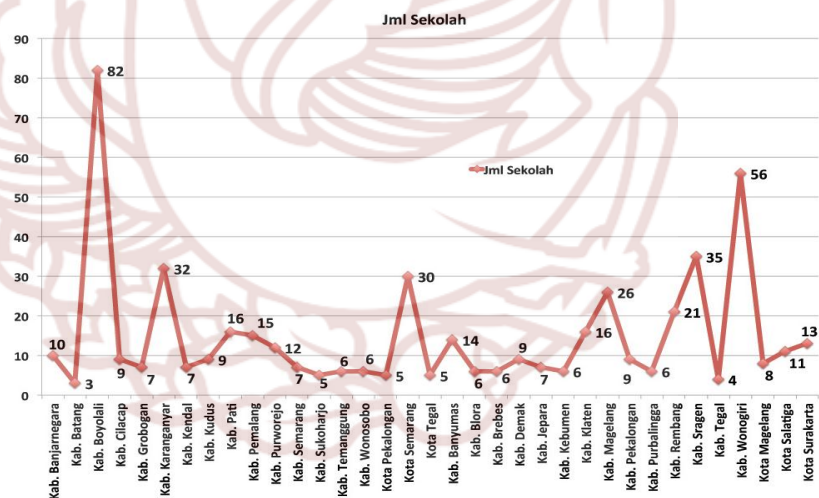 Jml Sekolah
90
80
70
60
50
40
30
20
10
0
Jml Sekolah
10
3
82
9
7
32
7
9
16
15
12
7
5
6
6
5
30
5
14
6
6
9
7
6
16
26
9
6
21
35
4
56
8
11
13
Kab. Banjarnegara
Kab. Batang
Kab. Boyolali
Kab. Cilacap
Kab. Grobogan
Kab. Karanganyar
Kab. Kendal
Kab. Kudus
Kab. Pati
Kab. Pemalang
Kab. Purworejo
Kab. Semarang
Kab. Sukoharjo
Kab. Temanggung
Kab. Wonosobo
Kota Pekalongan
Kota Semarang
Kota Tegal
Kab. Banyumas
Kab. Blora
Kab. Brebes
Kab. Demak
Kab. Jepara
Kab. Kebumen
Kab. Klaten
Kab. Magelang
Kab. Pekalongan
Kab. Purbalingga
Kab. Rembang
Kab. Sragen
Kab. Tegal
Kab. Wonogiri
Kota Magelang
Kota Salatiga
Kota Surakarta